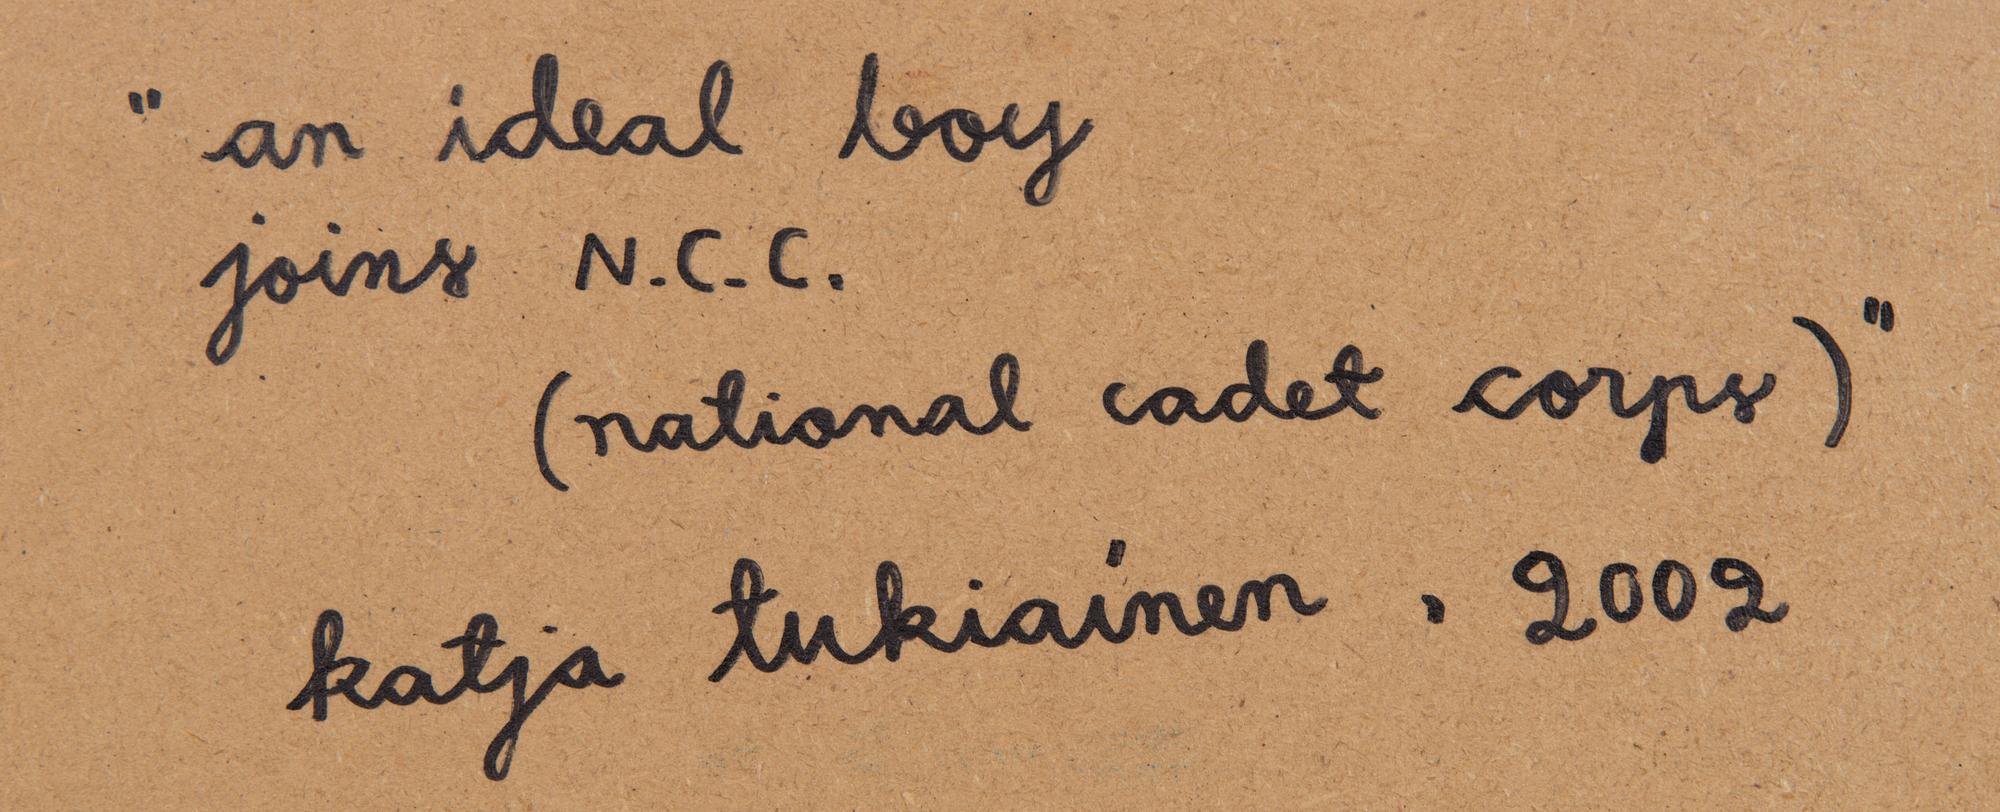 "an ideal boy
joins N.C.C.
(national cadet corps)"
katja tukiainen, 2002